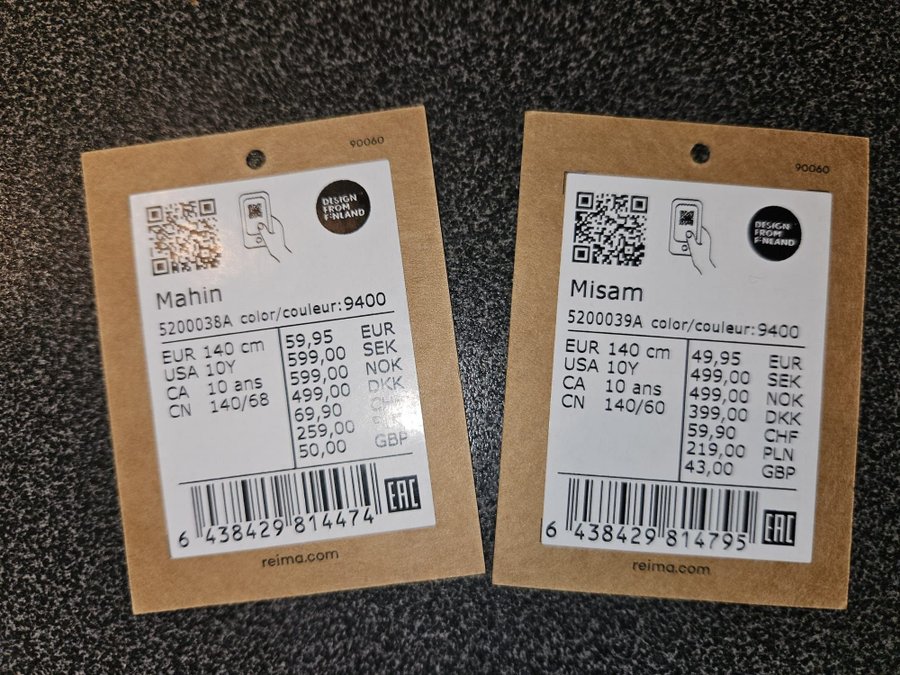 90060
DESIGN
FROM
FINLAND
Mahin
5200038A color/couleur:9400
EUR 140 cm
USA 10Y
CA 10 ans
CN 140/68
59,95 EUR
599,00 SEK
599,00 NOK
499,00 DKK
69,90 CHF
259,00
50,00 GBP
6 438429 814474
EAC
reima.com
90060
DESIGN
FROM
FINLAND
Misam
5200039A color/couleur:9400
EUR 140 cm
USA 10Y
CA 10 ans
CN 140/60
49,95 EUR
499,00 SEK
499,00 NOK
399,00 DKK
59,90 CHF
219,00 PLN
43,00 GBP
6 438429 814795
EAC
reima.com